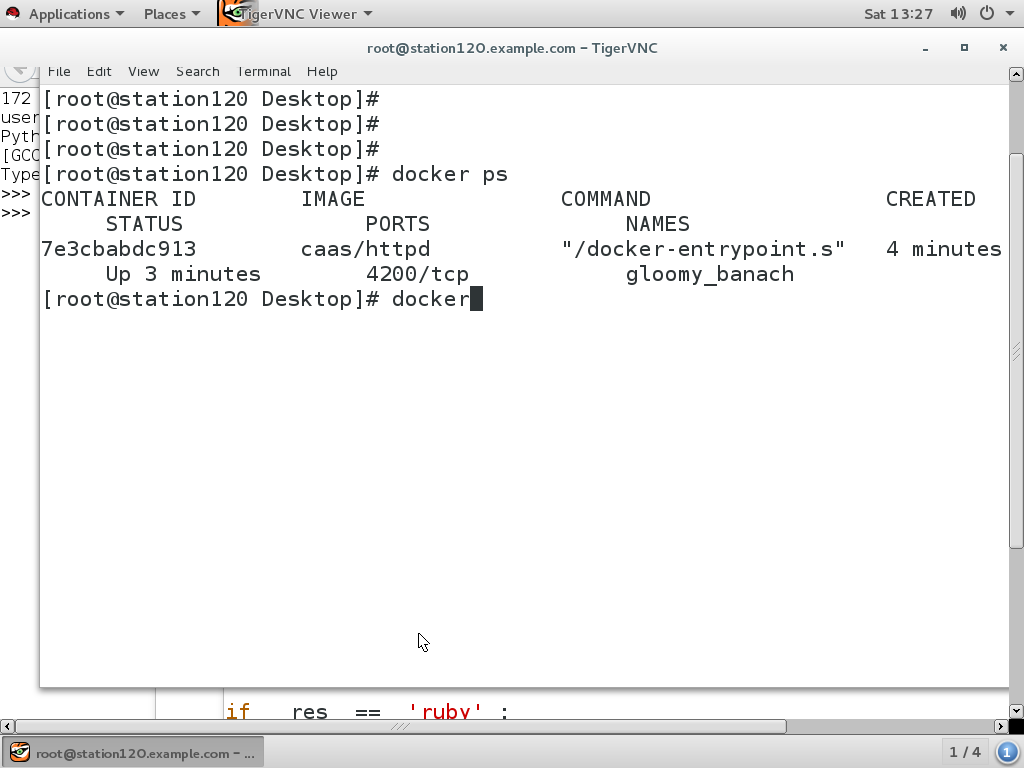 Applications Places TigerVNC Viewer Sat 13:27
root@station120.example.com - TigerVNC
File Edit View Search Terminal Help
172
user
Pyth
[GCC
Type
>>>
>>>
[root@station120 Desktop]#
[root@station120 Desktop]#
[root@station120 Desktop]#
[root@station120 Desktop]# docker ps
CONTAINER ID IMAGE COMMAND CREATED
STATUS PORTS NAMES
7e3cbabdc913 caas/httpd "/docker-entrypoint.s" 4 minutes
Up 3 minutes 4200/tcp gloomy_banach
[root@station120 Desktop]# docker
if res == 'ruby' :
root@station120.example.com - ... 1 / 4 1